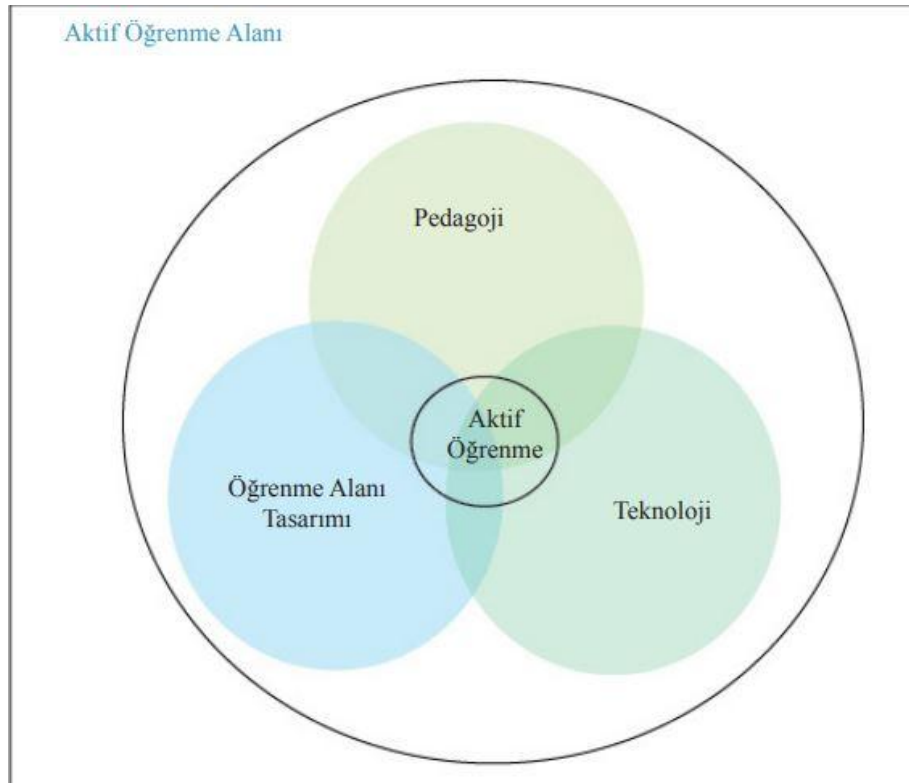 Aktif Öğrenme Alanı
Pedagoji
Aktif
Öğrenme
Öğrenme Alanı
Tasarımı
Teknoloji